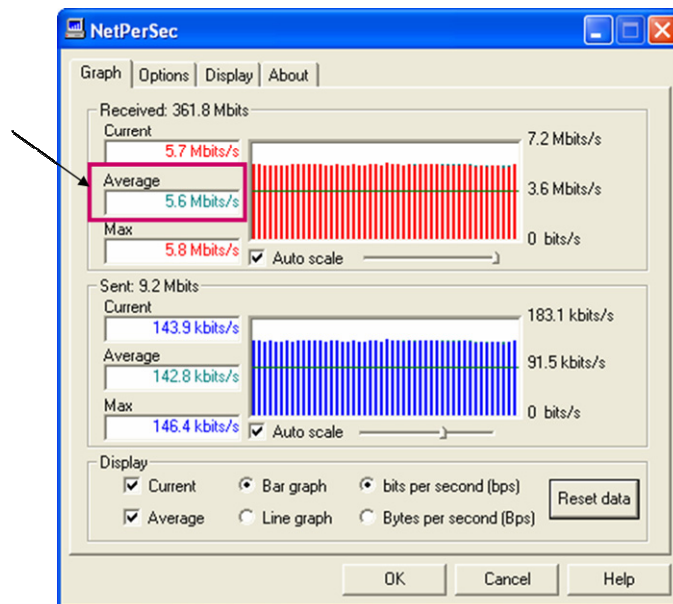 NetPerSec
Graph Options Display About
Received: 361.8 Mbits
Current
5.7 Mbits/s
Average
5.6 Mbits/s
Max
5.8 Mbits/s
Auto scale
7.2 Mbits/s
3.6 Mbits/s
0 bits/s
Sent: 9.2 Mbits
Current
143.9 kbits/s
Average
142.8 kbits/s
Max
146.4 kbits/s
Auto scale
183.1 kbits/s
91.5 kbits/s
0 bits/s
Display
Current Bar graph bits per second (bps)
Average Line graph Bytes per second (Bps)
Reset data
OK Cancel Help